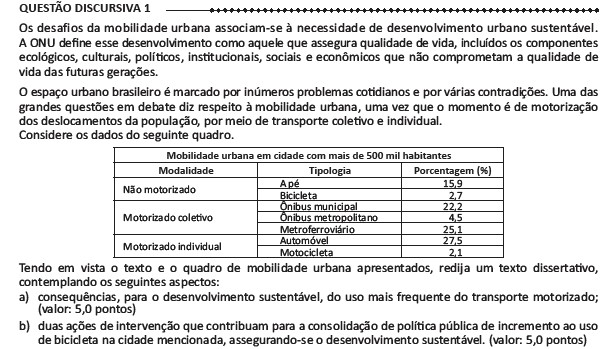 QUESTÃO DISCURSIVA 1
Os desafios da mobilidade urbana associam-se à necessidade de desenvolvimento urbano sustentável.
A ONU define esse desenvolvimento como aquele que assegura qualidade de vida, incluídos os componentes
ecológicos, culturais, políticos, institucionais, sociais e econômicos que não comprometam a qualidade de
vida das futuras gerações.
O espaço urbano brasileiro é marcado por inúmeros problemas cotidianos e por várias contradições. Uma das
grandes questões em debate diz respeito à mobilidade urbana, uma vez que o momento é de motorização
dos deslocamentos da população, por meio de transporte coletivo e individual.
Considere os dados do seguinte quadro.
Mobilidade urbana em cidade com mais de 500 mil habitantes
Modalidade Tipologia Porcentagem (%)
Não motorizado A pé 15,9
Bicicleta 2,7
Motorizado coletivo Ônibus municipal 22,2
Ônibus metropolitano 4,5
Metroferroviário 25,1
Motorizado individual Automóvel 27,5
Motocicleta 2,1
Tendo em vista o texto e o quadro de mobilidade urbana apresentados, redija um texto dissertativo,
contemplando os seguintes aspectos:
a) consequências, para o desenvolvimento sustentável, do uso mais frequente do transporte motorizado;
(valor: 5,0 pontos)
b) duas ações de intervenção que contribuam para a consolidação de política pública de incremento ao uso
de bicicleta na cidade mencionada, assegurando-se o desenvolvimento sustentável. (valor: 5,0 pontos)